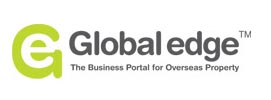 Global edge™
The Business Portal for Overseas Property